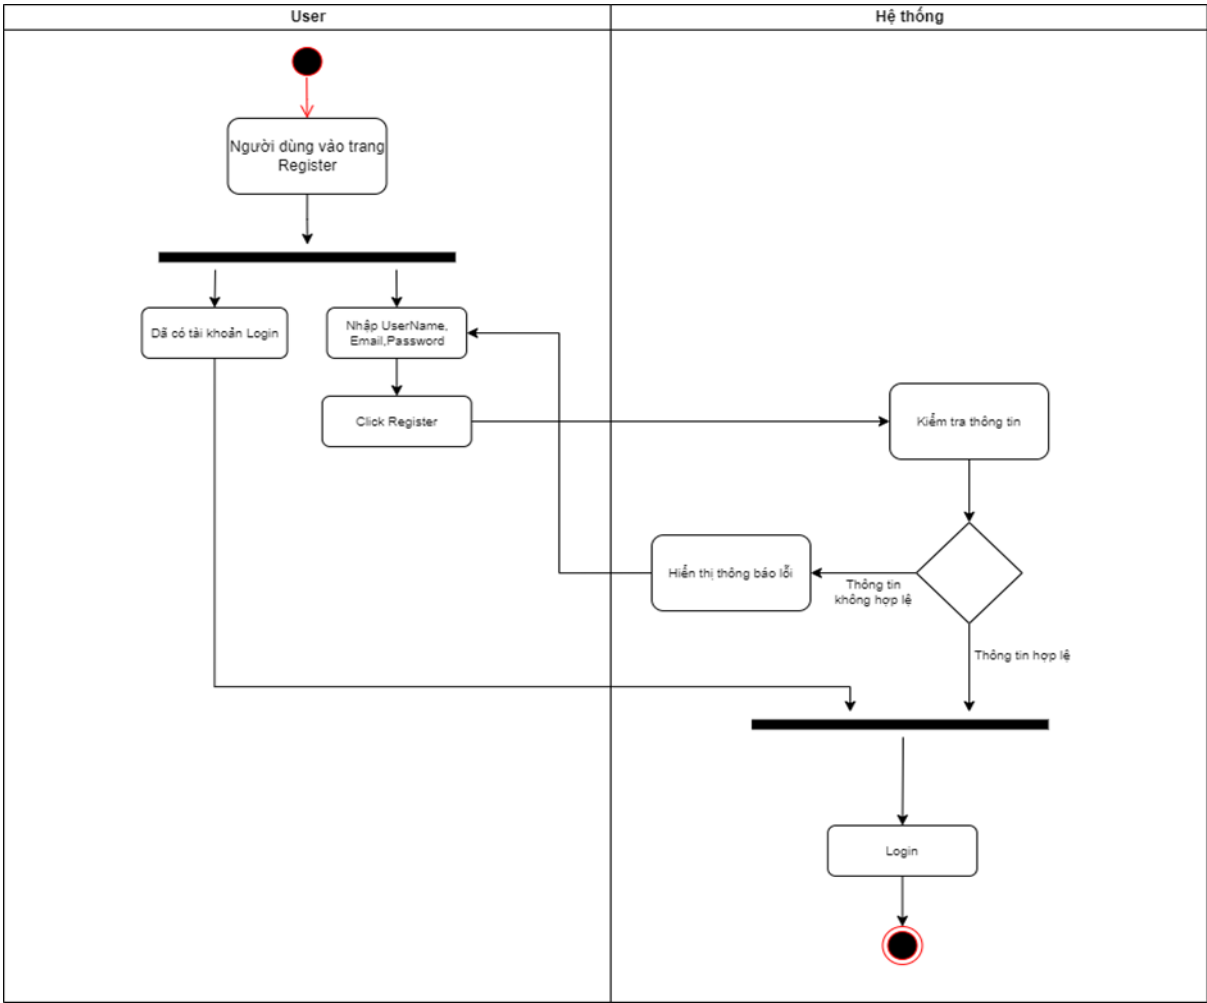 User
Hệ thống
Người dùng vào trang
Register
Dã có tài khoản Login
Nhập UserName,
Email,Password
Click Register
Kiểm tra thông tin
Hiển thị thông báo lỗi
Thông tin
không hợp lệ
Thông tin hợp lệ
Login